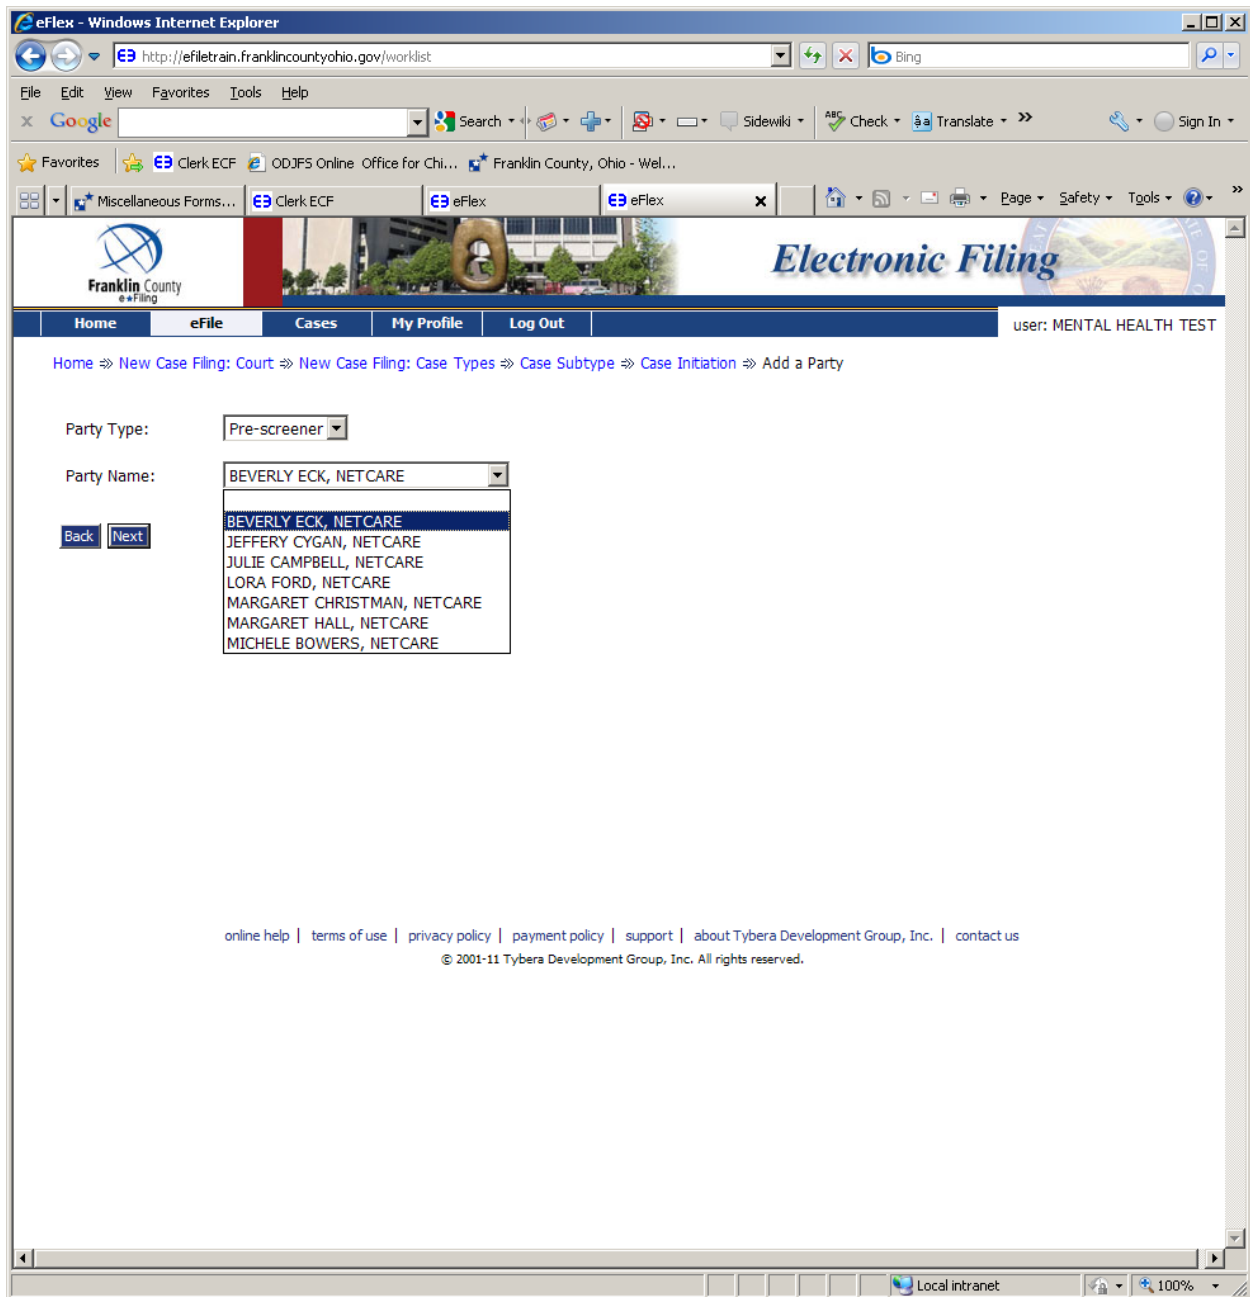 eFlex - Windows Internet Explorer
http://efiletrain.franklincountyohio.gov/worklist
Bing
File Edit View Favorites Tools Help
x Google Search Sidewiki ABC Check Translate » Sign In
Favorites Clerk ECF ODJFS Online Office for Chi... Franklin County, Ohio - Wel...
Miscellaneous Forms... Clerk ECF eFlex eFlex x Page Safety Tools »
Franklin County
e★Filing
Electronic Filing
Home eFile Cases My Profile Log Out
user: MENTAL HEALTH TEST
Home ⇒ New Case Filing: Court ⇒ New Case Filing: Case Types ⇒ Case Subtype ⇒ Case Initiation ⇒ Add a Party
Party Type: Pre-screener
Party Name: BEVERLY ECK, NETCARE
BEVERLY ECK, NETCARE
JEFFERY CYGAN, NETCARE
JULIE CAMPBELL, NETCARE
LORA FORD, NETCARE
MARGARET CHRISTMAN, NETCARE
MARGARET HALL, NETCARE
MICHELE BOWERS, NETCARE
Back Next
online help | terms of use | privacy policy | payment policy | support | about Tybera Development Group, Inc. | contact us
© 2001-11 Tybera Development Group, Inc. All rights reserved.
Local intranet 100%